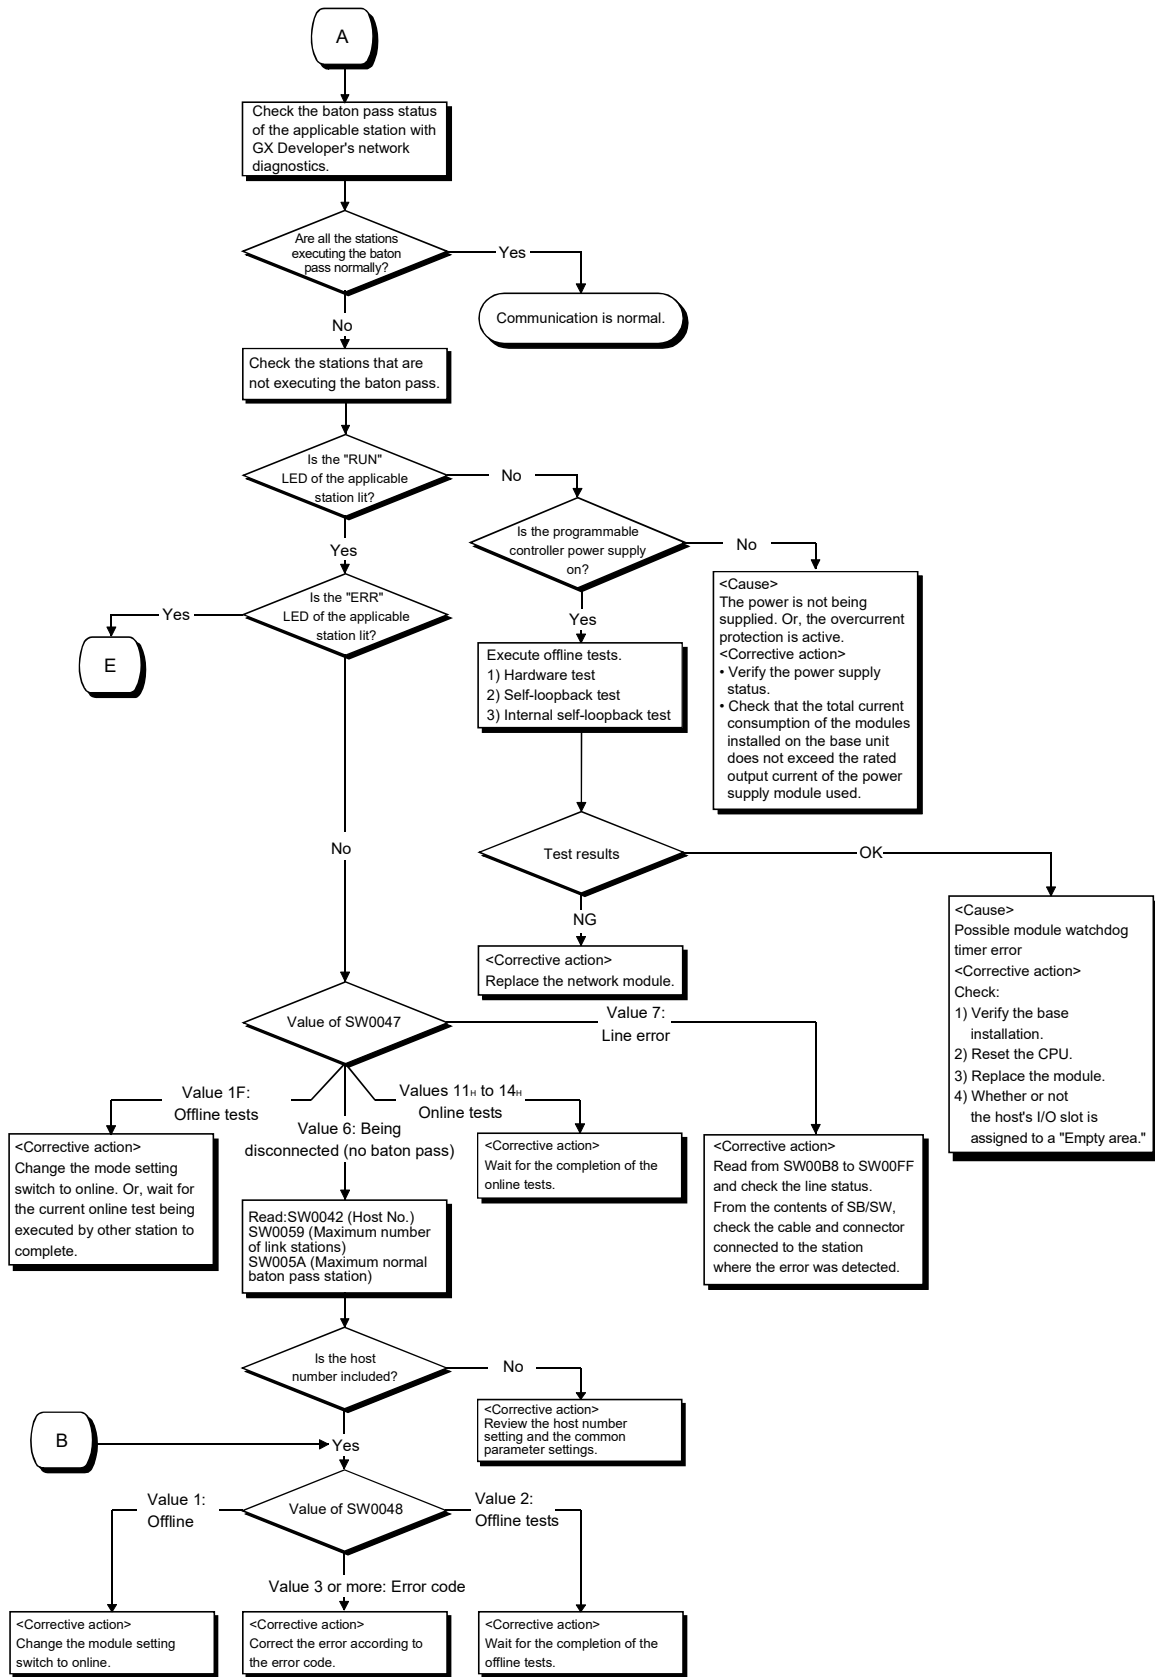 A
Check the baton pass status
of the applicable station with
GX Developer's network
diagnostics.
Are all the stations
executing the baton
pass normally?
Yes
Communication is normal.
No
Check the stations that are
not executing the baton pass.
Is the "RUN"
LED of the applicable
station lit?
No
Is the programmable
controller power supply
on?
No
<Cause>
The power is not being
supplied. Or, the overcurrent
protection is active.
<Corrective action>
• Verify the power supply
status.
• Check that the total current
consumption of the modules
installed on the base unit
does not exceed the rated
output current of the power
supply module used.
Yes
Is the "ERR"
LED of the applicable
station lit?
Yes
E
Yes
Execute offline tests.
1) Hardware test
2) Self-loopback test
3) Internal self-loopback test
Test results
OK
<Cause>
Possible module watchdog
timer error
<Corrective action>
Check:
1) Verify the base
installation.
2) Reset the CPU.
3) Replace the module.
4) Whether or not
the host's I/O slot is
assigned to a "Empty area."
NG
<Corrective action>
Replace the network module.
No
Value of SW0047
Value 7:
Line error
Value 1F:
Offline tests
Value 6: Being
disconnected (no baton pass)
Values 11H to 14H
Online tests
<Corrective action>
Change the mode setting
switch to online. Or, wait for
the current online test being
executed by other station to
complete.
<Corrective action>
Wait for the completion of the
online tests.
<Corrective action>
Read from SW00B8 to SW00FF
and check the line status.
From the contents of SB/SW,
check the cable and connector
connected to the station
where the error was detected.
Read:SW0042 (Host No.)
SW0059 (Maximum number
of link stations)
SW005A (Maximum normal
baton pass station)
Is the host
number included?
No
<Corrective action>
Review the host number
setting and the common
parameter settings.
B
Yes
Value of SW0048
Value 1:
Offline
Value 2:
Offline tests
Value 3 or more: Error code
<Corrective action>
Change the module setting
switch to online.
<Corrective action>
Correct the error according to
the error code.
<Corrective action>
Wait for the completion of the
offline tests.